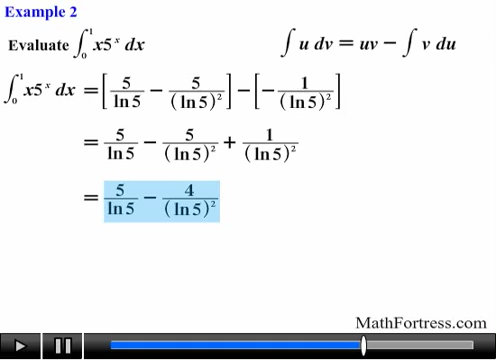 Example 2
Evaluate ∫₀¹ x5ˣ dx    ∫ u dv = uv − ∫ v du
∫₀¹ x5ˣ dx = [5/ln 5 − 5/(ln 5)²] − [−1/(ln 5)²]
= 5/ln 5 − 5/(ln 5)² + 1/(ln 5)²
= 5/ln 5 − 4/(ln 5)²
MathFortress.com